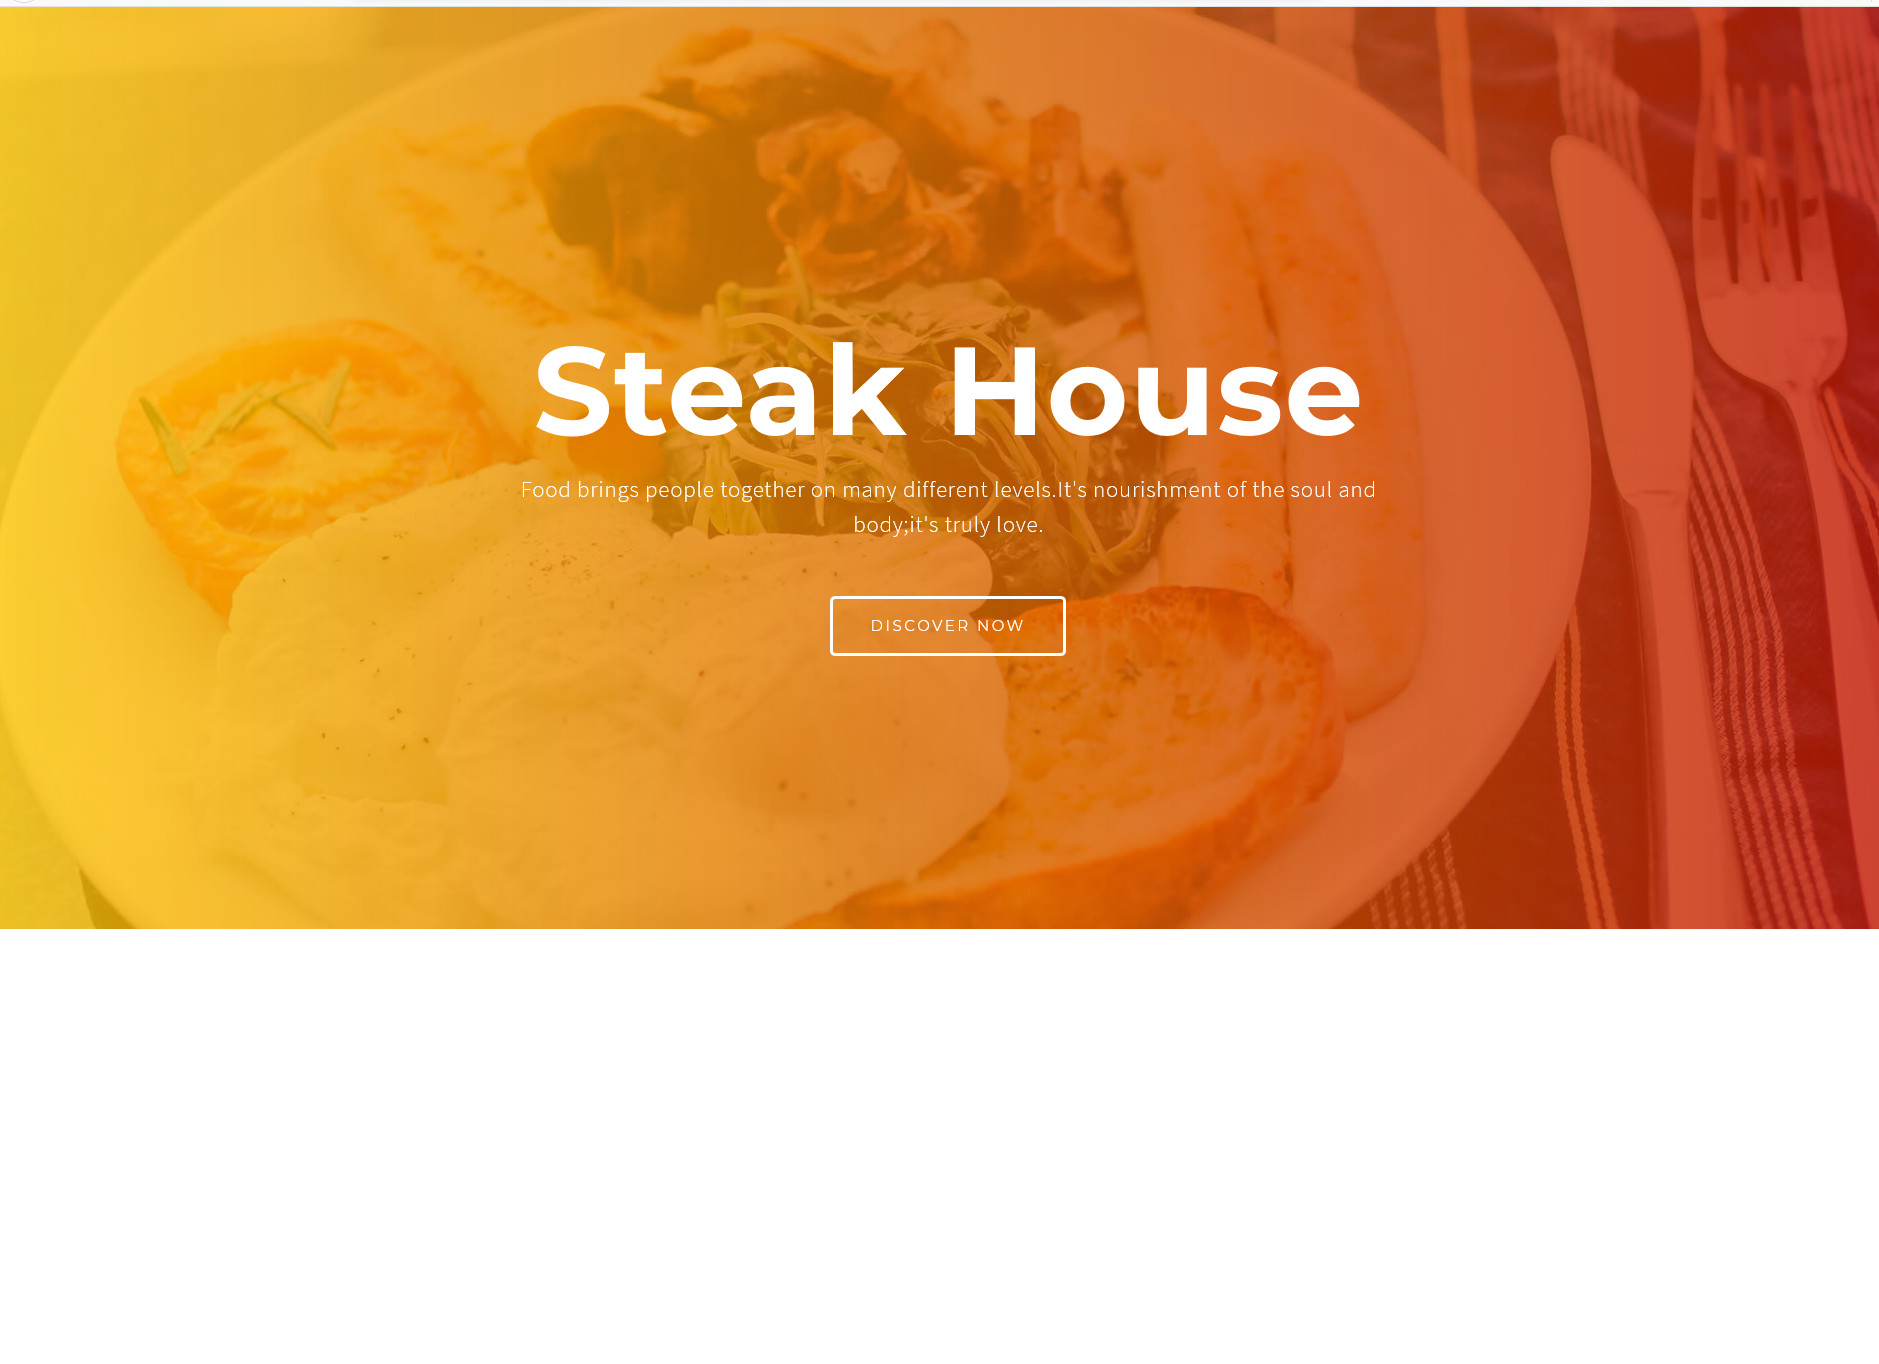 Steak House
Food brings people together on many different levels.It's nourishment of the soul and
body;it's truly love.
DISCOVER NOW